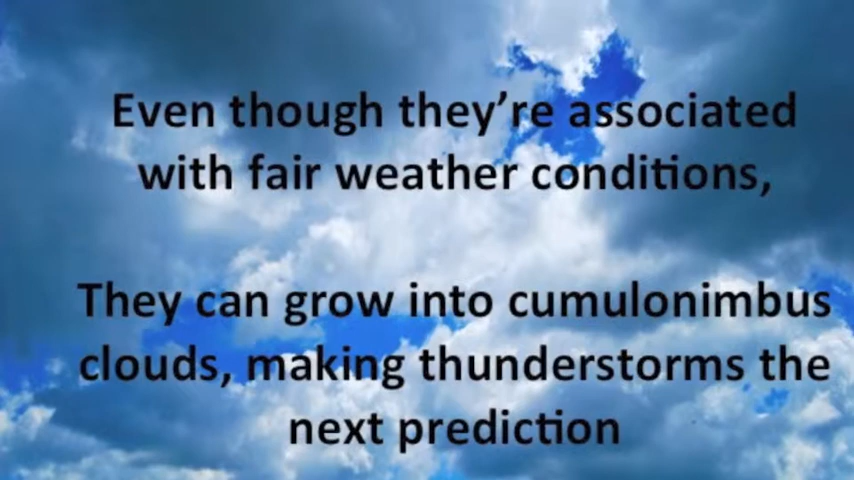 Even though they're associated
with fair weather conditions,
They can grow into cumulonimbus
clouds, making thunderstorms the
next prediction